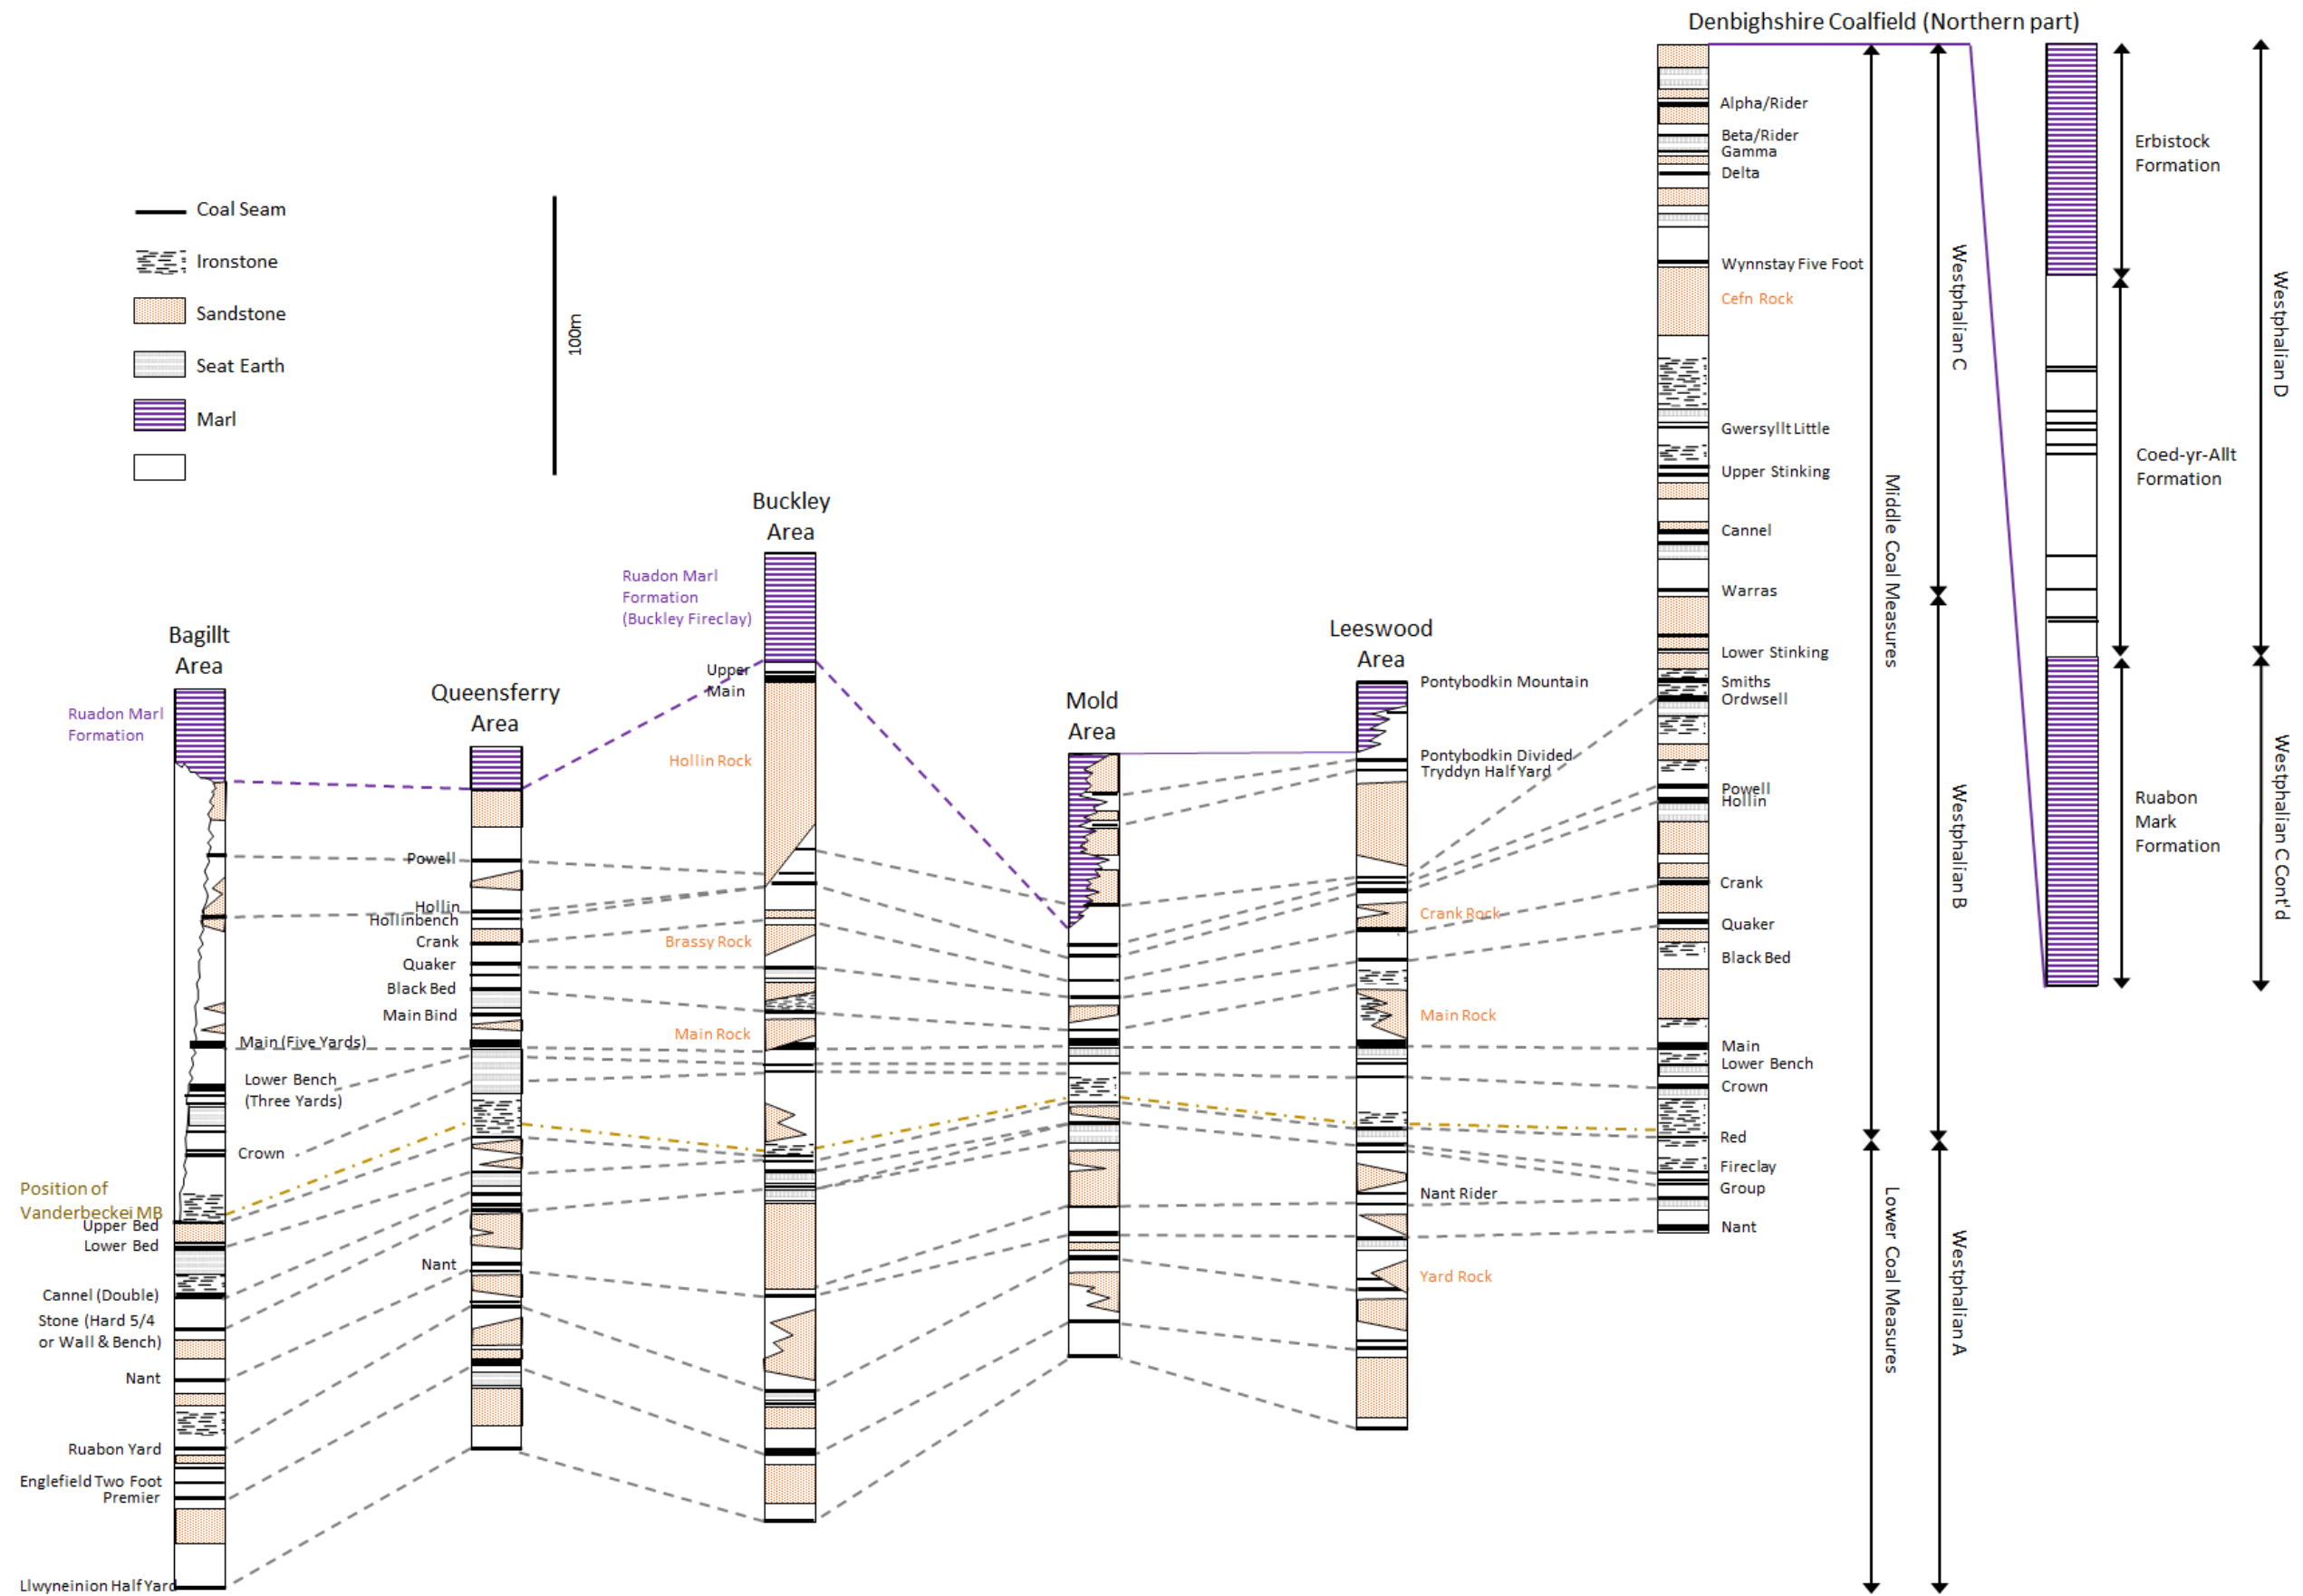 Denbighshire Coalfield (Northern part)
Coal Seam
Ironstone
Sandstone
Seat Earth
Marl
100m
Bagillt
Area
Ruadon Marl
Formation
Main (Five Yards)
Lower Bench
(Three Yards)
Crown
Position of
Vanderbeckei MB
Upper Bed
Lower Bed
Cannel (Double)
Stone (Hard 5/4
or Wall & Bench)
Nant
Ruabon Yard
Englefield Two Foot
Premier
Llwyneinion Half Yard
Queensferry
Area
Powell
Hollin
Hollinbench
Crank
Quaker
Black Bed
Main Bind
Nant
Buckley
Area
Ruadon Marl
Formation
(Buckley Fireclay)
Upper
Main
Hollin Rock
Brassy Rock
Main Rock
Mold
Area
Leeswood
Area
Pontybodkin Mountain
Pontybodkin Divided
Tryddyn Half Yard
Crank Rock
Main Rock
Nant Rider
Yard Rock
Alpha/Rider
Beta/Rider
Gamma
Delta
Wynnstay Five Foot
Cefn Rock
Gwersyllt Little
Upper Stinking
Cannel
Warras
Lower Stinking
Smiths
Ordwsell
Powell
Hollin
Crank
Quaker
Black Bed
Main
Lower Bench
Crown
Red
Fireclay
Group
Nant
Middle Coal Measures
Lower Coal Measures
Westphalian C
Westphalian B
Westphalian A
Erbistock
Formation
Coed-yr-Allt
Formation
Ruabon
Mark
Formation
Westphalian D
Westphalian C Cont'd